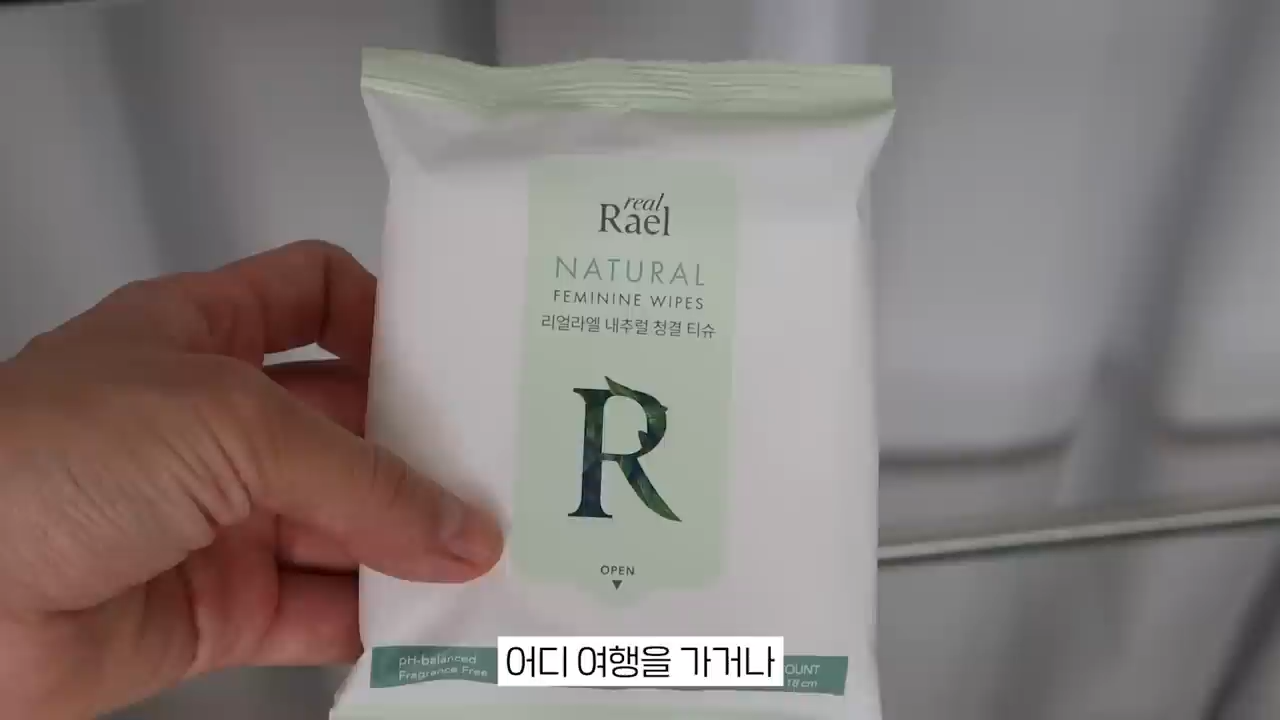 real
Rael
NATURAL
FEMININE WIPES
리얼라엘 내추럴 청결 티슈
R
OPEN
pH-balanced
Fragrance Free
18 cm
어디 여행을 가거나